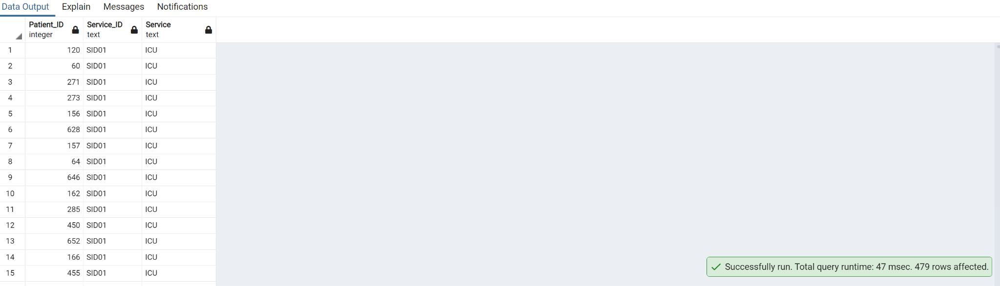 Data Output Explain Messages Notifications
Patient_ID Service_ID Service
integer text text
1 120 SID01 ICU
2 60 SID01 ICU
3 271 SID01 ICU
4 273 SID01 ICU
5 156 SID01 ICU
6 628 SID01 ICU
7 157 SID01 ICU
8 64 SID01 ICU
9 646 SID01 ICU
10 162 SID01 ICU
11 285 SID01 ICU
12 450 SID01 ICU
13 652 SID01 ICU
14 166 SID01 ICU
15 455 SID01 ICU
Successfully run. Total query runtime: 47 msec. 479 rows affected.